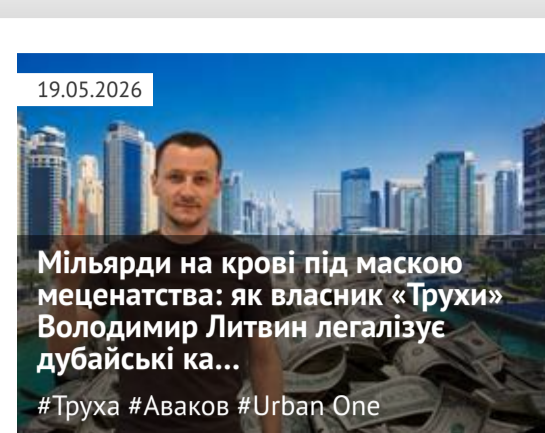 19.05.2026
Мільярди на крові під маскою
меценатства: як власник «Трухи»
Володимир Литвин легалізує
дубайські ка...
#Труха #Аваков #Urban One